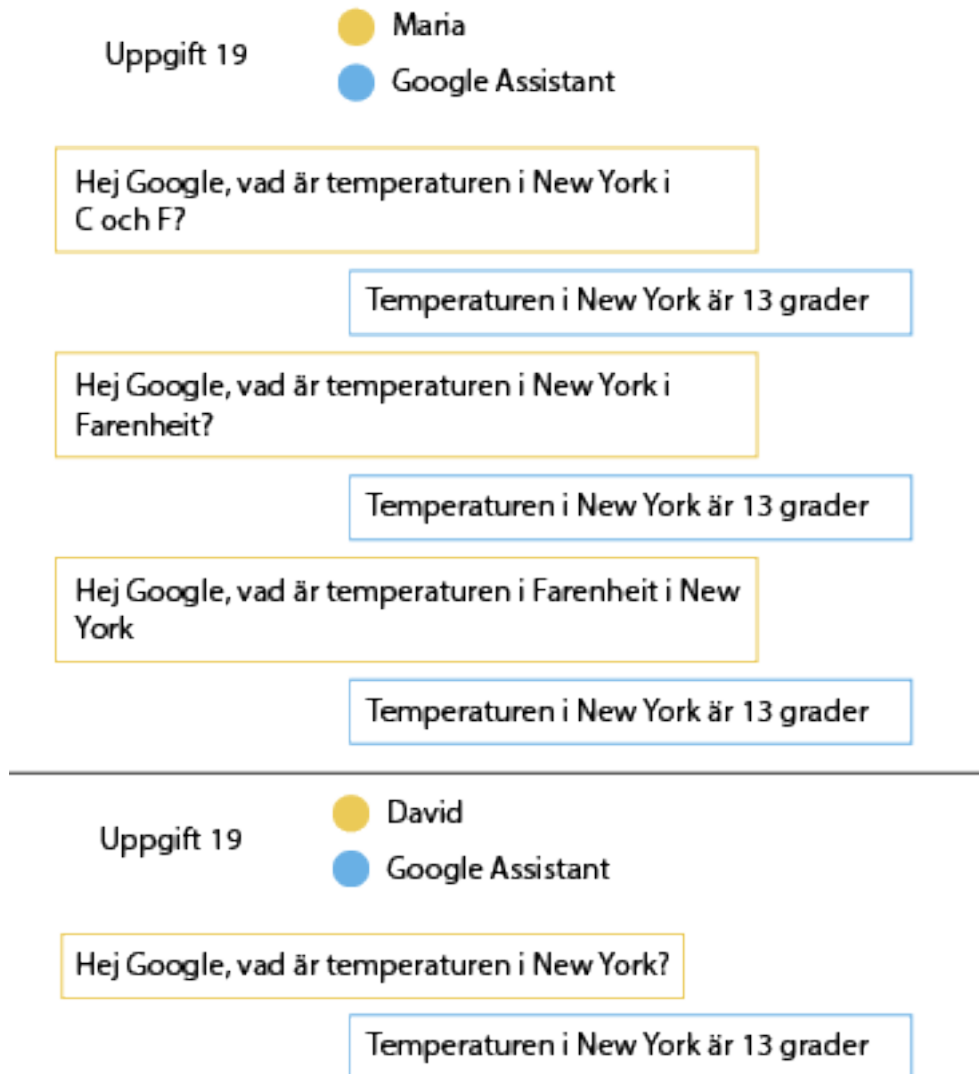 Uppgift 19
Maria
Google Assistant
Hej Google, vad är temperaturen i New York i
C och F?
Temperaturen i New York är 13 grader
Hej Google, vad är temperaturen i New York i
Farenheit?
Temperaturen i New York är 13 grader
Hej Google, vad är temperaturen i Farenheit i New
York
Temperaturen i New York är 13 grader
Uppgift 19
David
Google Assistant
Hej Google, vad är temperaturen i New York?
Temperaturen i New York är 13 grader